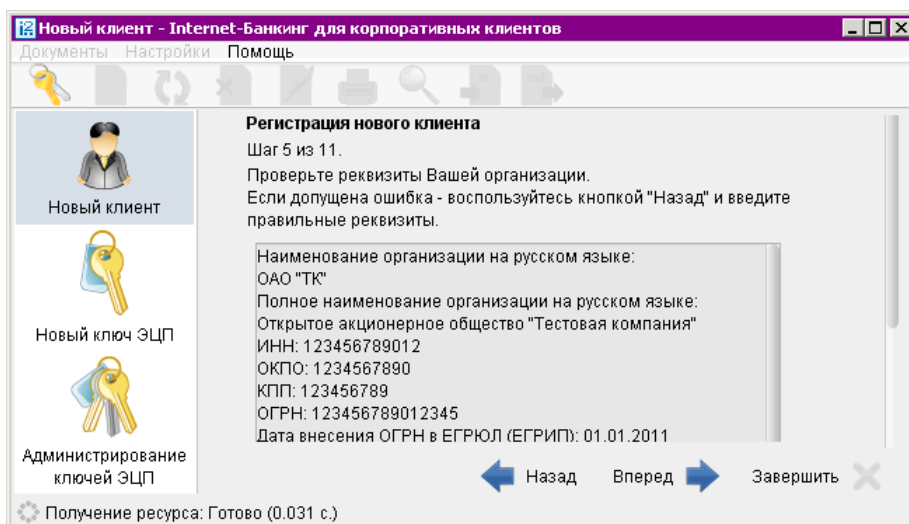 Новый клиент - Internet-Банкинг для корпоративных клиентов
Документы Настройки Помощь
in out
Новый клиент
Новый ключ ЭЦП
Администрирование
ключей ЭЦП
Регистрация нового клиента
Шаг 5 из 11.
Проверьте реквизиты Вашей организации.
Если допущена ошибка - воспользуйтесь кнопкой "Назад" и введите
правильные реквизиты.
Наименование организации на русском языке:
ОАО "ТК"
Полное наименование организации на русском языке:
Открытое акционерное общество "Тестовая компания"
ИНН: 123456789012
ОКПО: 1234567890
КПП: 123456789
ОГРН: 123456789012345
Дата внесения ОГРН в ЕГРЮЛ (ЕГРИП): 01.01.2011
Назад Вперед Завершить
Получение ресурса: Готово (0.031 с.)